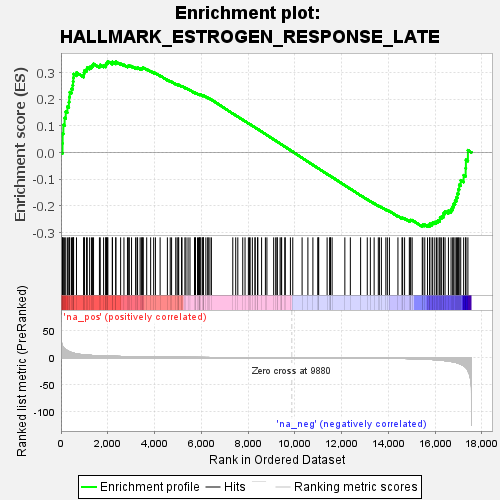 Enrichment plot:
HALLMARK_ESTROGEN_RESPONSE_LATE
Enrichment score (ES)
0.3
0.2
0.1
0.0
-0.1
-0.2
-0.3
'na_pos' (positively correlated)
Ranked list metric (PreRanked)
50
0
-50
-100
Zero cross at 9880
'na_neg' (negatively correlated)
0
2,000
4,000
6,000
8,000
10,000
12,000
14,000
16,000
18,000
Rank in Ordered Dataset
Enrichment profile
Hits
Ranking metric scores